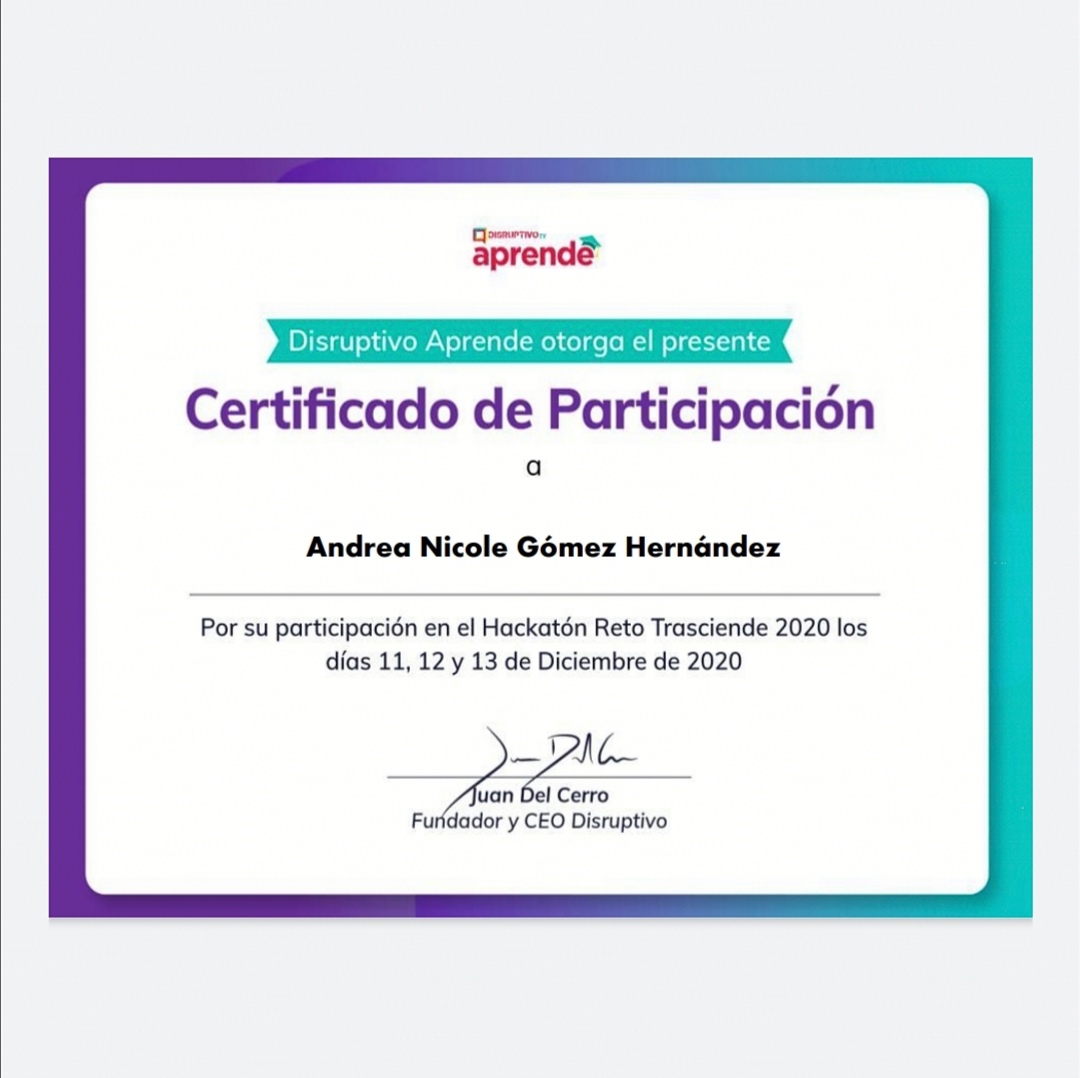 DISRUPTIVO TV
aprende
Disruptivo Aprende otorga el presente
Certificado de Participación
a
Andrea Nicole Gómez Hernández
Por su participación en el Hackatón Reto Trasciende 2020 los
días 11, 12 y 13 de Diciembre de 2020
Juan Del Cerro
Fundador y CEO Disruptivo